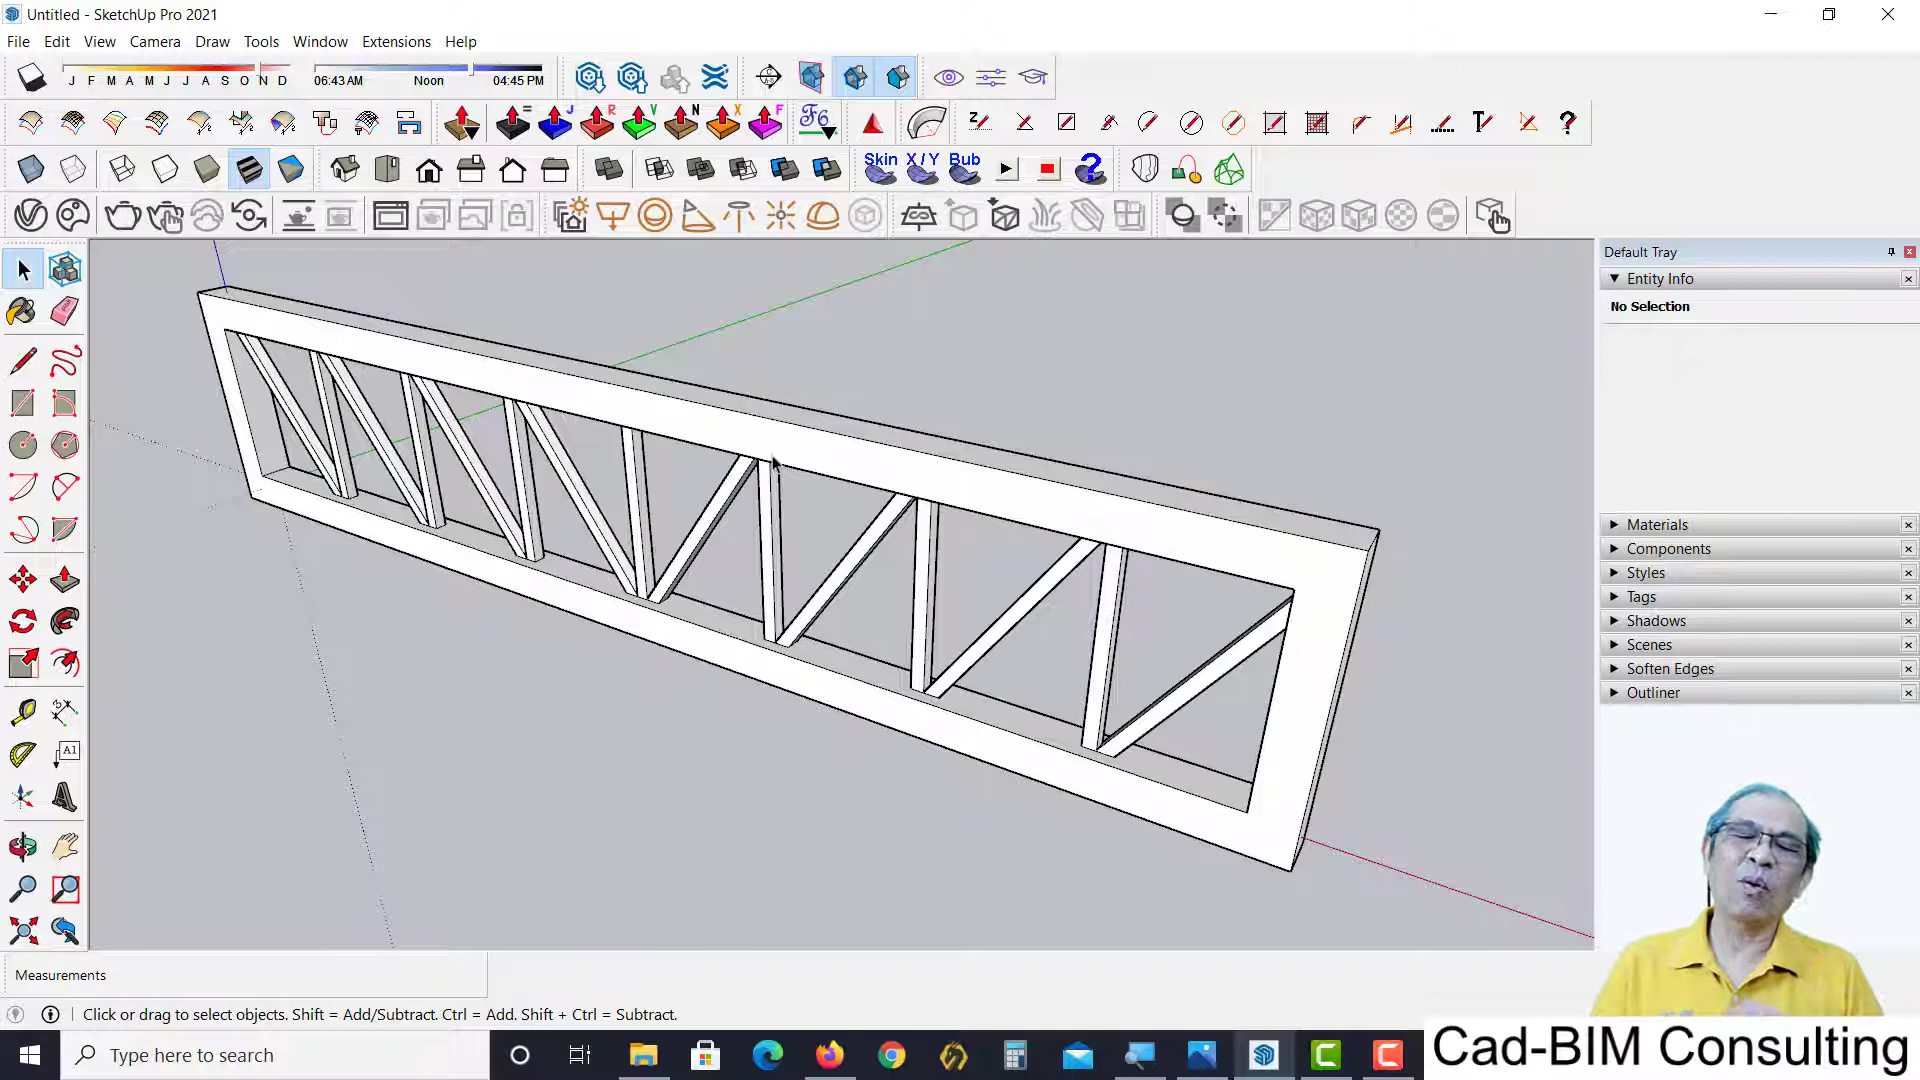 Untitled - SketchUp Pro 2021
File Edit View Camera Draw Tools Window Extensions Help
J F M A M J J A S O N D 06:43 AM Noon 04:45 PM
= J R V N X F F6
Skin X/Y Bub ?
Default Tray
Entity Info
No Selection
A1
Materials
Components
Styles
Tags
Shadows
Scenes
Soften Edges
Outliner
Measurements
Click or drag to select objects. Shift = Add/Subtract. Ctrl = Add. Shift + Ctrl = Subtract.
Type here to search
Cad-BIM Consulting